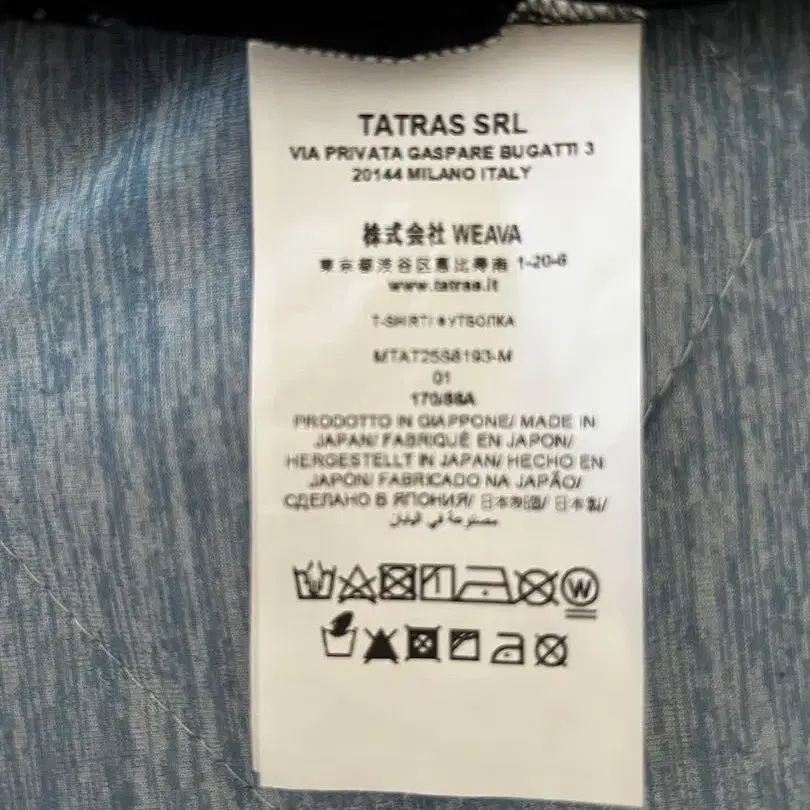 TATRAS SRL
VIA PRIVATA GASPARE BUGATTI 3
20144 MILANO ITALY
株式会社 WEAVA
東京都渋谷区恵比寿南 1-20-6
www.tatras.it
T-SHIRT/ ФУТБОЛКА
MTAT25S8193-M
01
170/88A
PRODOTTO IN GIAPPONE/ MADE IN
JAPAN/ FABRIQUÉ EN JAPON/
HERGESTELLT IN JAPAN/ HECHO EN
JAPÓN/ FABRICADO NA JAPÃO/
СДЕЛАНО В ЯПОНИЯ/ 日本制造/ 日本製/
مصنوعة في اليابان
W